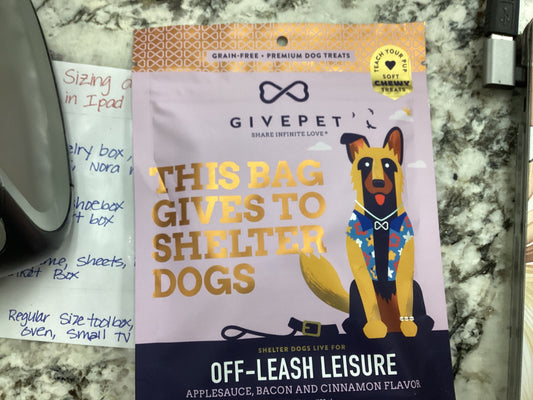 GRAIN-FREE • PREMIUM DOG TREATS
TEACH YOUR PUP
SOFT
CHEWY
TREATS
GIVEPET
SHARE INFINITE LOVE®
THIS BAG
GIVES TO
SHELTER
DOGS
SHELTER DOGS LIVE FOR
OFF-LEASH LEISURE
APPLESAUCE, BACON AND CINNAMON FLAVOR
Sizing
in Ipad
box,
Nora
box
sheets,
Box
Regular Size toolbox,
oven, small TV